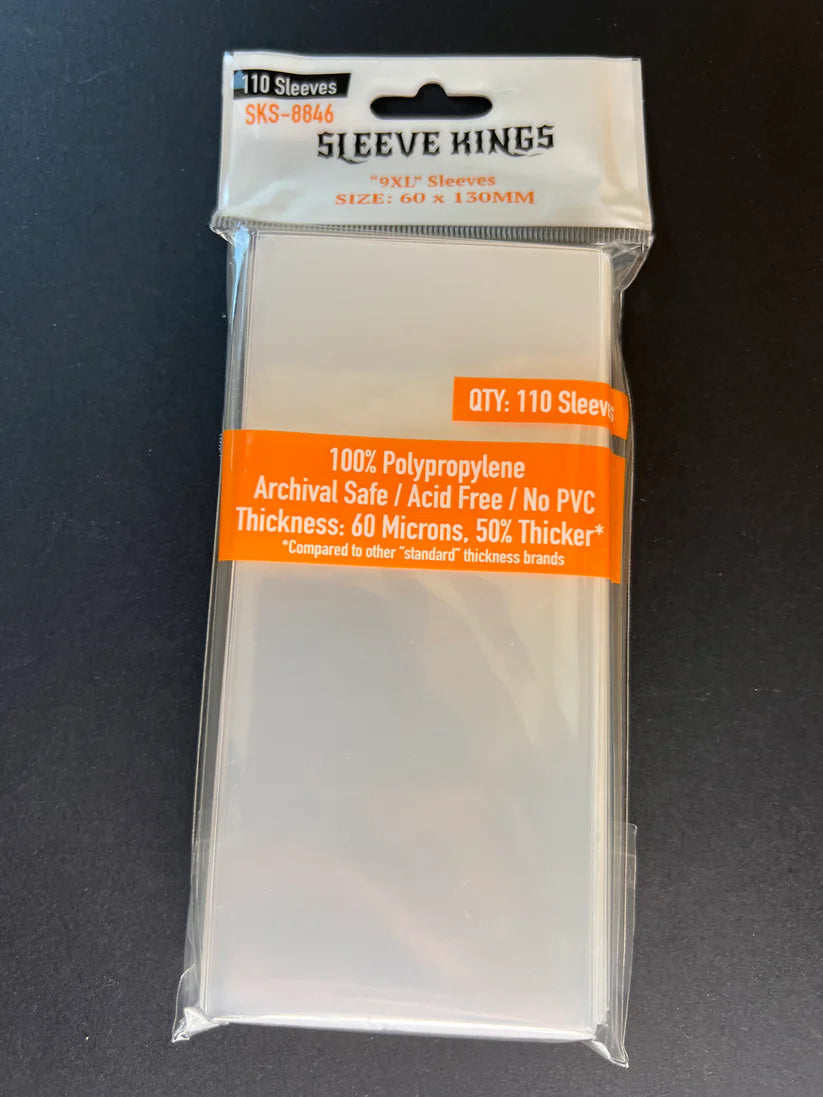 110 Sleeves
SKS-8846
SLEEVE KINGS
"9XL" Sleeves
SIZE: 60 x 130MM
QTY: 110 Sleeves
100% Polypropylene
Archival Safe / Acid Free / No PVC
Thickness: 60 Microns, 50% Thicker*
*Compared to other "standard" thickness brands